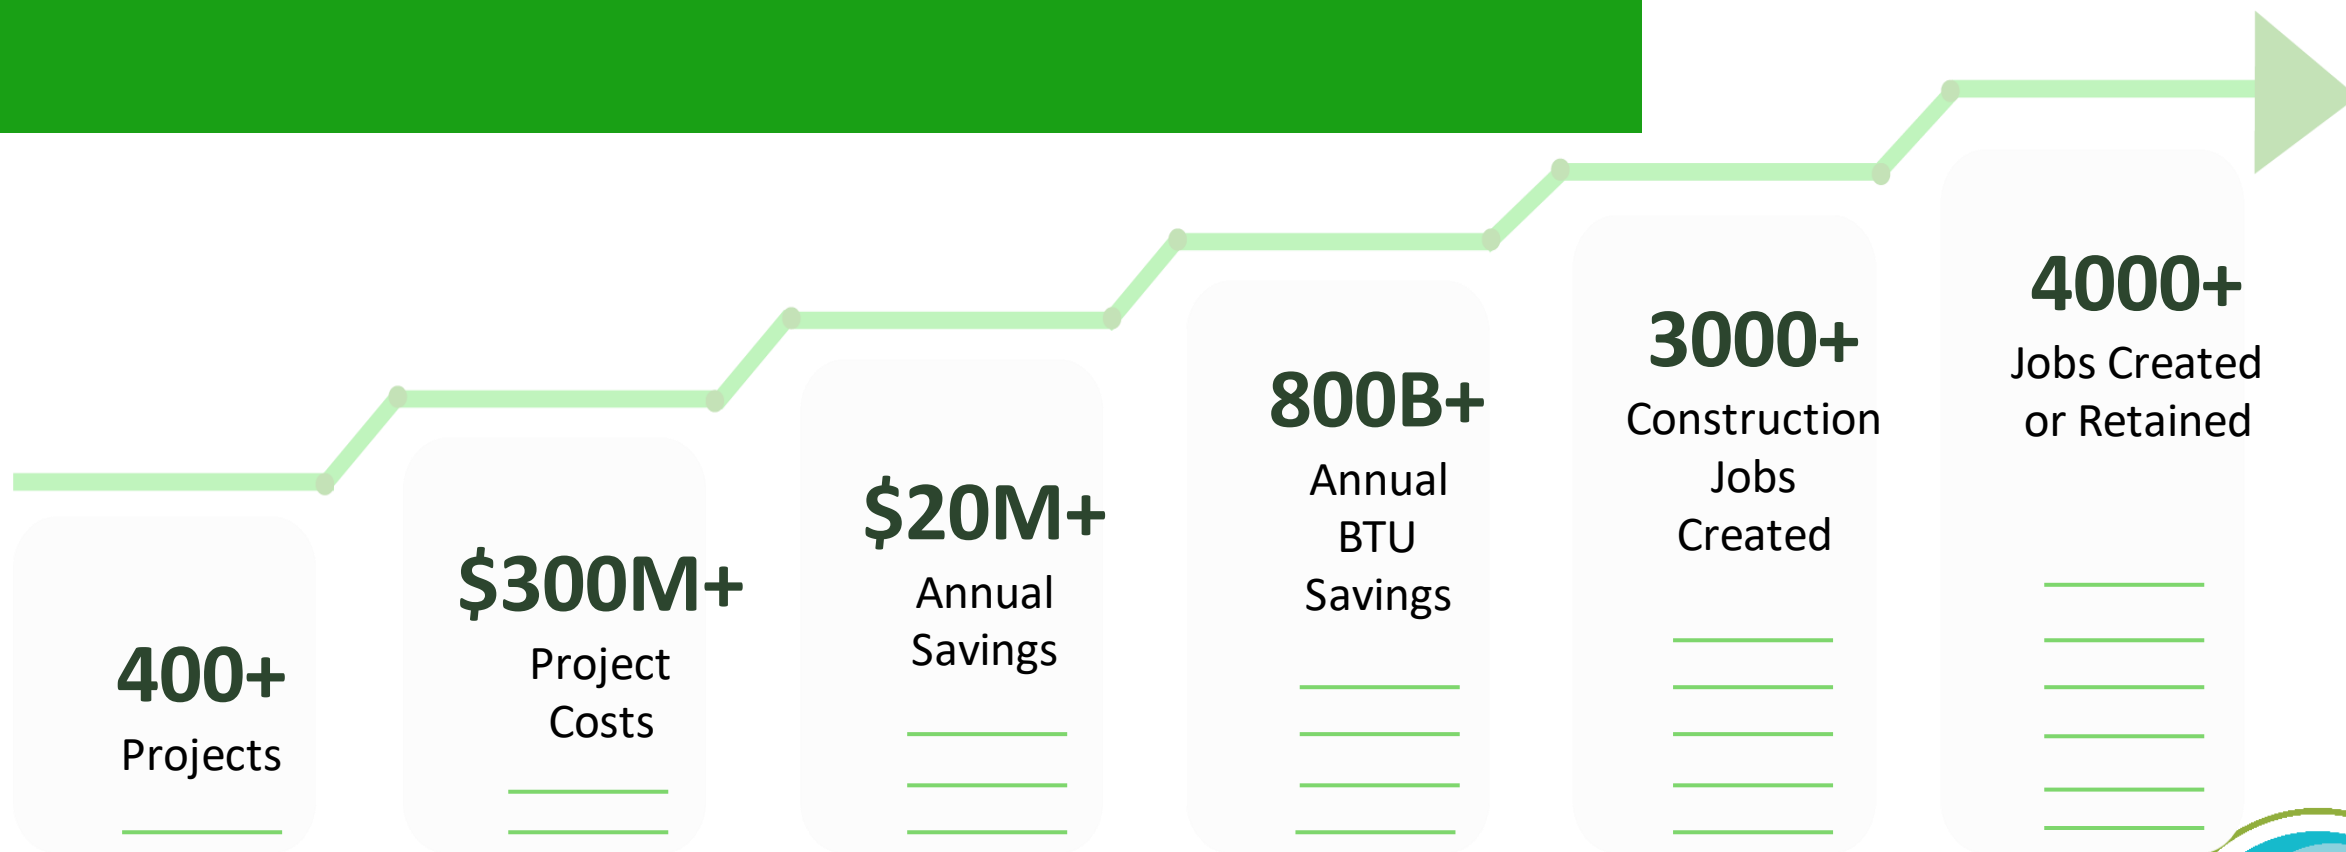 400+
Projects
$300M+
Project
Costs
$20M+
Annual
Savings
800B+
Annual
BTU
Savings
3000+
Construction
Jobs
Created
4000+
Jobs Created
or Retained